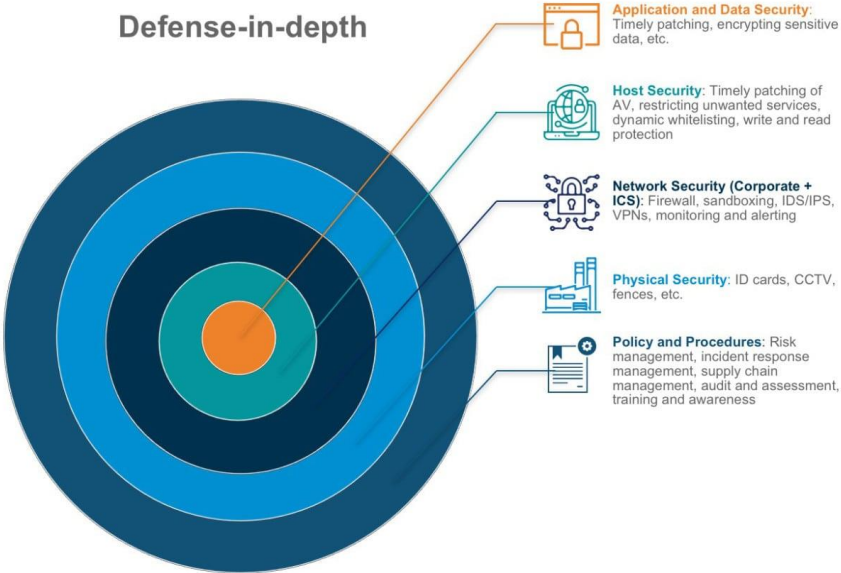 Defense-in-depth
Application and Data Security:
Timely patching, encrypting sensitive
data, etc.
Host Security: Timely patching of
AV, restricting unwanted services,
dynamic whitelisting, write and read
protection
Network Security (Corporate +
ICS): Firewall, sandboxing, IDS/IPS,
VPNs, monitoring and alerting
Physical Security: ID cards, CCTV,
fences, etc.
Policy and Procedures: Risk
management, incident response
management, supply chain
management, audit and assessment,
training and awareness